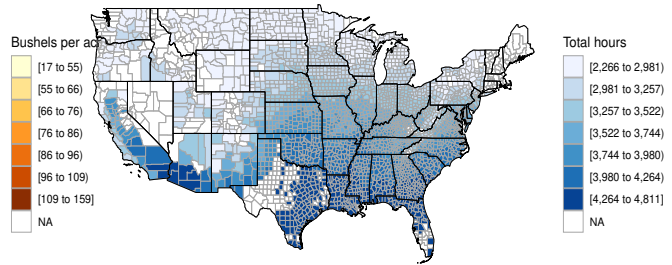 Bushels per ac
[17 to 55)
[55 to 66)
[66 to 76)
[76 to 86)
[86 to 96)
[96 to 109)
[109 to 159]
NA
Total hours
[2,266 to 2,981)
[2,981 to 3,257)
[3,257 to 3,522)
[3,522 to 3,744)
[3,744 to 3,980)
[3,980 to 4,264)
[4,264 to 4,811]
NA